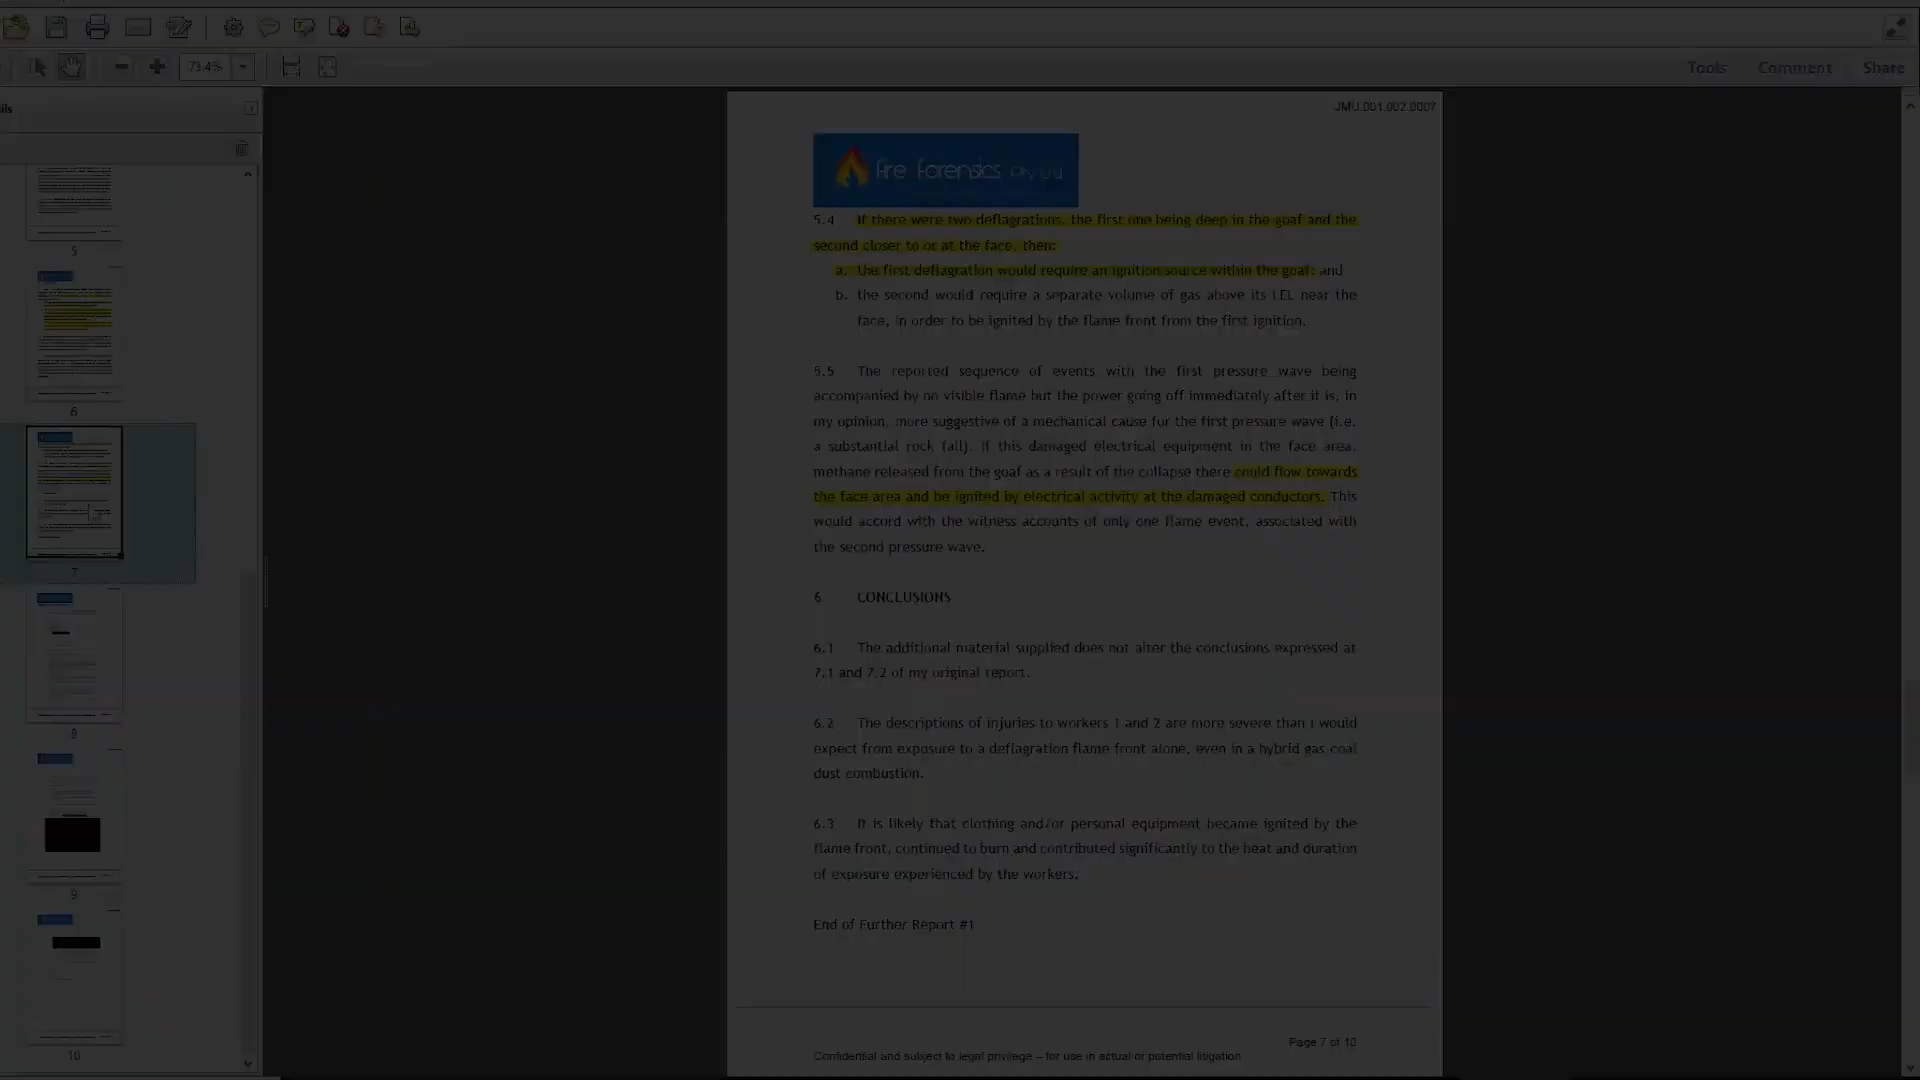 73.4%
Tools
Comment
Share
ils
JMU.001.002.0007
Fire Forensics Pty Ltd
5.4 If there were two deflagrations, the first one being deep in the goaf and the
second closer to or at the face, then:
a. the first deflagration would require an ignition source within the goaf; and
b. the second would require a separate volume of gas above its LEL near the
face, in order to be ignited by the flame front from the first ignition.
5.5 The reported sequence of events with the first pressure wave being
accompanied by no visible flame but the power going off immediately after it is, in
my opinion, more suggestive of a mechanical cause for the first pressure wave (i.e.
a substantial rock fall). If this damaged electrical equipment in the face area,
methane released from the goaf as a result of the collapse there could flow towards
the face area and be ignited by electrical activity at the damaged conductors. This
would accord with the witness accounts of only one flame event, associated with
the second pressure wave.
6 CONCLUSIONS
6.1 The additional material supplied does not alter the conclusions expressed at
7.1 and 7.2 of my original report.
6.2 The descriptions of injuries to workers 1 and 2 are more severe than I would
expect from exposure to a deflagration flame front alone, even in a hybrid gas-coal
dust combustion.
6.3 It is likely that clothing and/or personal equipment became ignited by the
flame front, continued to burn and contributed significantly to the heat and duration
of exposure experienced by the workers.
End of Further Report #1
Page 7 of 10
Confidential and subject to legal privilege – for use in actual or potential litigation
5
6
7
8
9
10